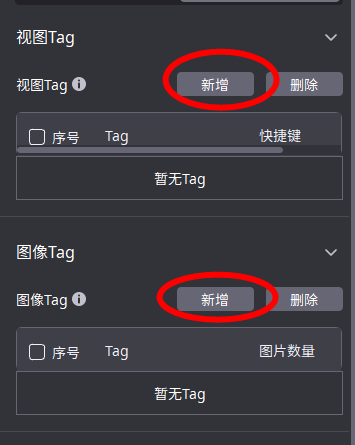 视图Tag
视图Tag 新增 删除
序号 Tag 快捷键
暂无Tag
图像Tag
图像Tag 新增 删除
序号 Tag 图片数量
暂无Tag